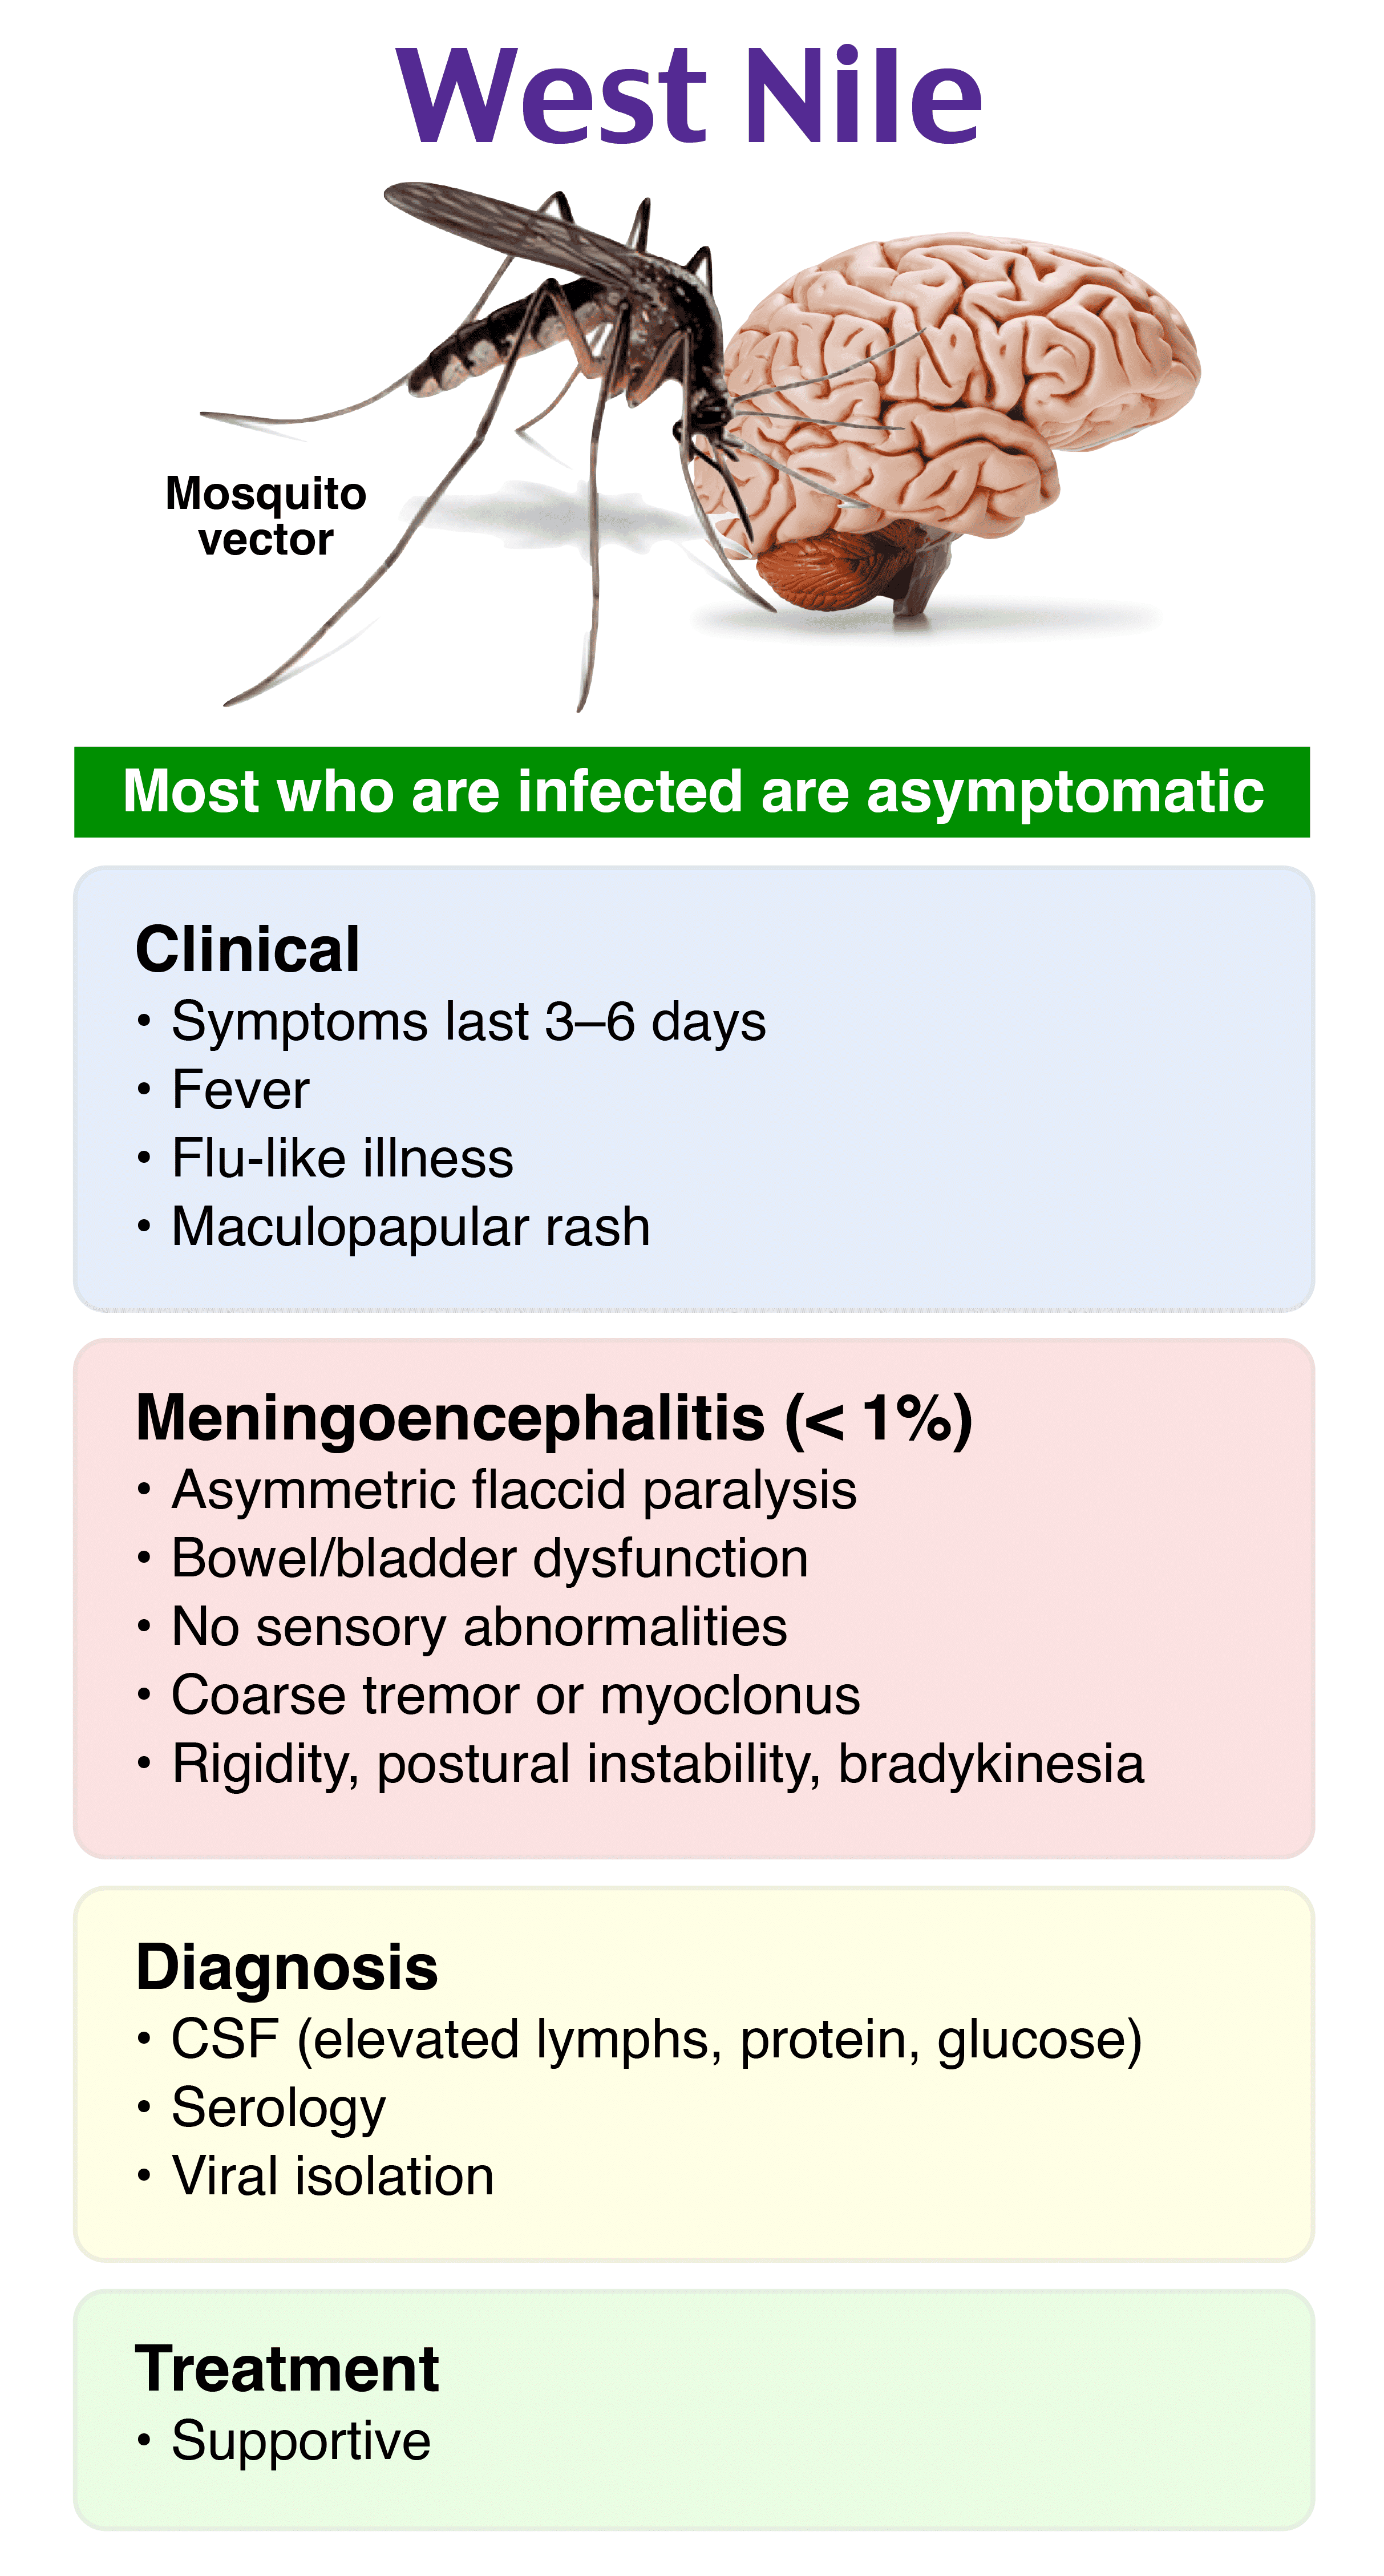 West Nile
Mosquito
vector
Most who are infected are asymptomatic
Clinical
• Symptoms last 3–6 days
• Fever
• Flu-like illness
• Maculopapular rash
Meningoencephalitis (< 1%)
• Asymmetric flaccid paralysis
• Bowel/bladder dysfunction
• No sensory abnormalities
• Coarse tremor or myoclonus
• Rigidity, postural instability, bradykinesia
Diagnosis
• CSF (elevated lymphs, protein, glucose)
• Serology
• Viral isolation
Treatment
• Supportive